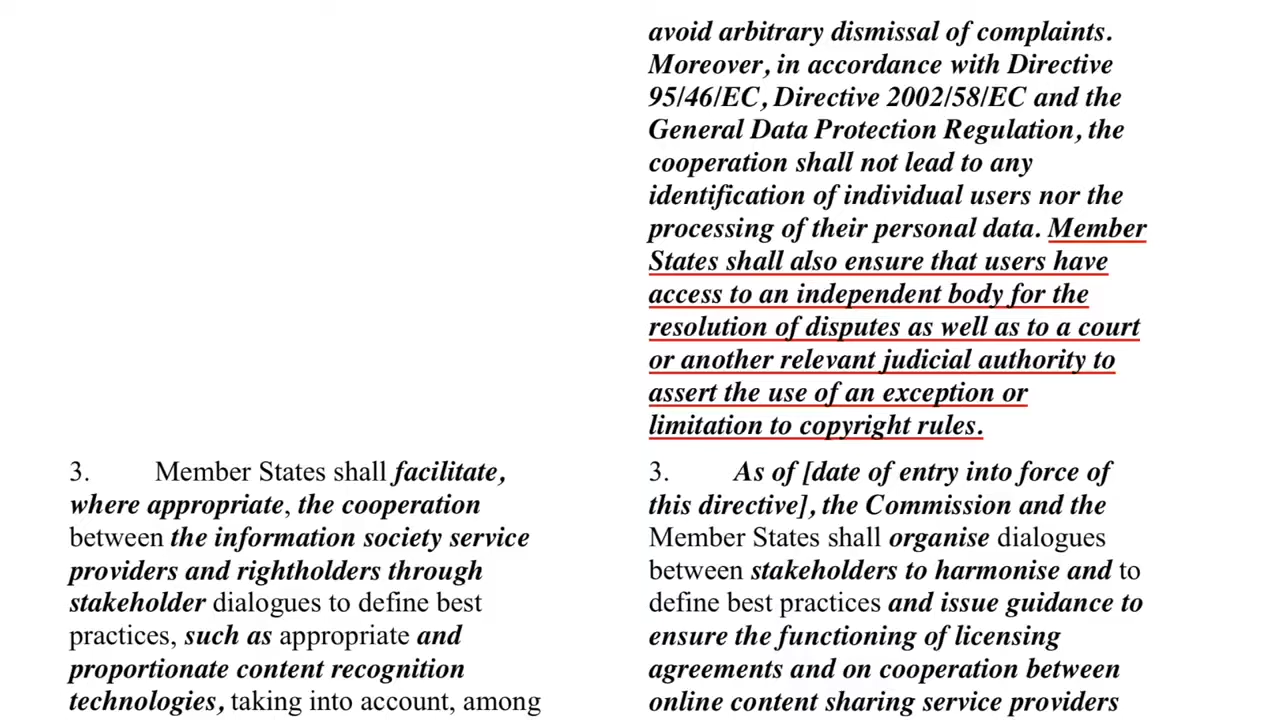 avoid arbitrary dismissal of complaints.
Moreover, in accordance with Directive
95/46/EC, Directive 2002/58/EC and the
General Data Protection Regulation, the
cooperation shall not lead to any
identification of individual users nor the
processing of their personal data. Member
States shall also ensure that users have
access to an independent body for the
resolution of disputes as well as to a court
or another relevant judicial authority to
assert the use of an exception or
limitation to copyright rules.
3. Member States shall facilitate,
where appropriate, the cooperation
between the information society service
providers and rightholders through
stakeholder dialogues to define best
practices, such as appropriate and
proportionate content recognition
technologies, taking into account, among
3. As of [date of entry into force of
this directive], the Commission and the
Member States shall organise dialogues
between stakeholders to harmonise and to
define best practices and issue guidance to
ensure the functioning of licensing
agreements and on cooperation between
online content sharing service providers